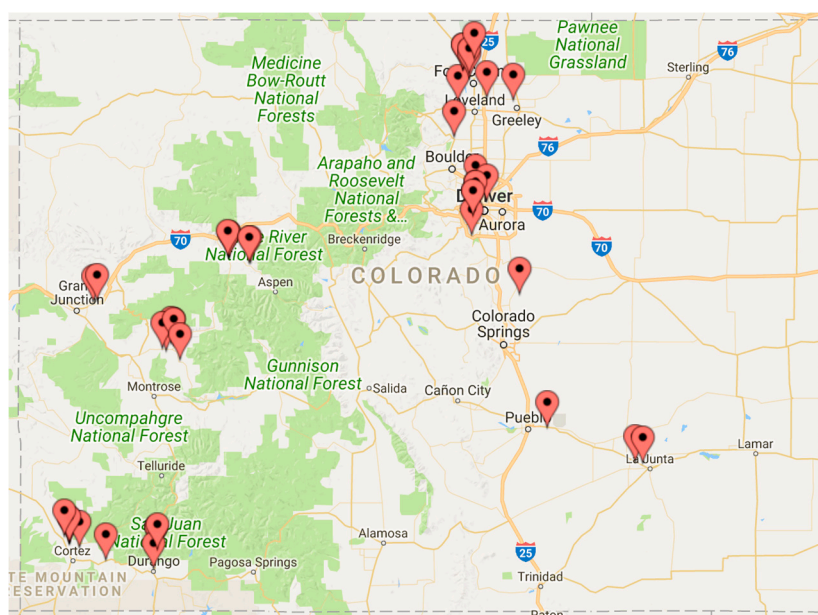 Pawnee
National
Grassland
25
76
Sterling
Medicine
Bow-Routt
National
Forests
Loveland
Greeley
76
Boulder
Arapaho and
Roosevelt
National
Forests &...
Denver
70
Aurora
70
70
River
National Forest
Breckenridge
Aspen
COLORADO
Grand
Junction
Colorado
Springs
Gunnison
National Forest
Salida
Cañon City
Montrose
Pueblo
Uncompahgre
National Forest
La Junta
Lamar
Telluride
San Juan
National Forest
Cortez
Durango
Pagosa Springs
Alamosa
25
TE MOUNTAIN
RESERVATION
Trinidad
Raton